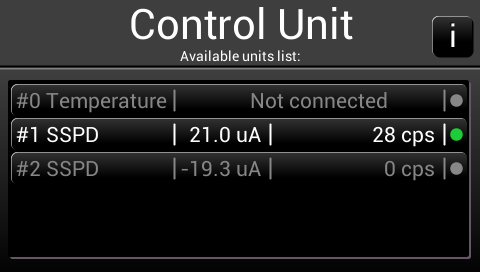 Control Unit
i
Available units list:
#0 Temperature | Not connected |
#1 SSPD | 21.0 uA | 28 cps |
#2 SSPD | -19.3 uA | 0 cps |